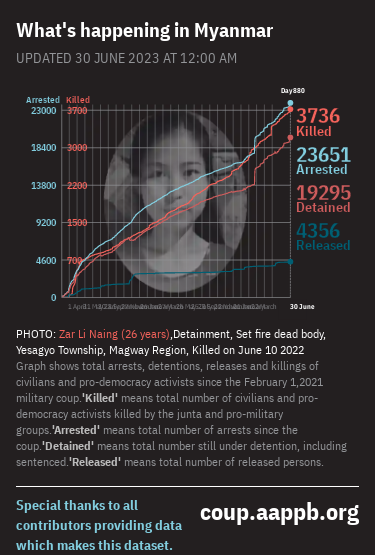 What's happening in Myanmar
UPDATED 30 JUNE 2023 AT 12:00 AM
Day880
Arrested Killed
23000 3700
18400 3000
13800 2200
9200 1500
4600 700
0
3736
Killed
23651
Arrested
19295
Detained
4356
Released
30 June
PHOTO: Zar Li Naing (26 years),Detainment, Set fire dead body,
Yesagyo Township, Magway Region, Killed on June 10 2022
Graph shows total arrests, detentions, releases and killings of
civilians and pro-democracy activists since the February 1,2021
military coup.'Killed' means total number of civilians and pro-
democracy activists killed by the junta and pro-military
groups.'Arrested' means total number of arrests since the
coup.'Detained' means total number still under detention, including
sentenced.'Released' means total number of released persons.
Special thanks to all
contributors providing data
which makes this dataset.
coup.aappb.org